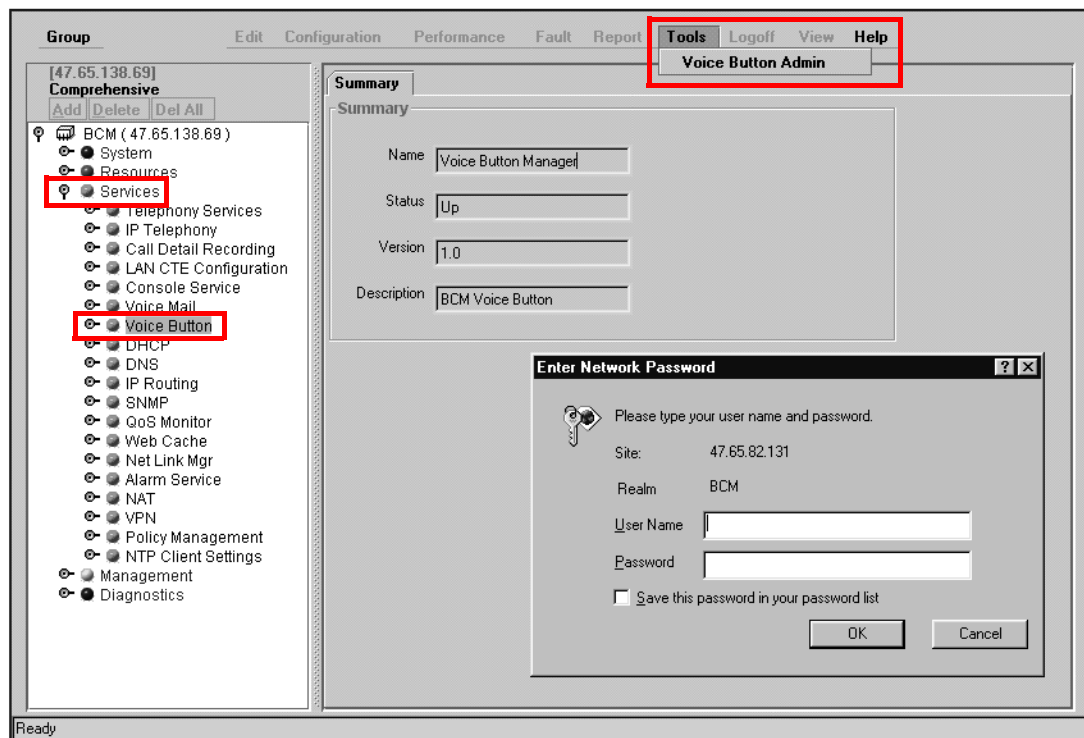 Group Edit Configuration Performance Fault Report Tools Logoff View Help
Voice Button Admin
[47.65.138.69]
Comprehensive
Add Delete Del All
BCM ( 47.65.138.69 )
System
Resources
Services
Telephony Services
IP Telephony
Call Detail Recording
LAN CTE Configuration
Console Service
Voice Mail
Voice Button
DHCP
DNS
IP Routing
SNMP
QoS Monitor
Web Cache
Net Link Mgr
Alarm Service
NAT
VPN
Policy Management
NTP Client Settings
Management
Diagnostics
Summary
Summary
Name Voice Button Manager
Status Up
Version 1.0
Description BCM Voice Button
Enter Network Password
Please type your user name and password.
Site: 47.65.82.131
Realm BCM
User Name
Password
Save this password in your password list
OK Cancel
Ready